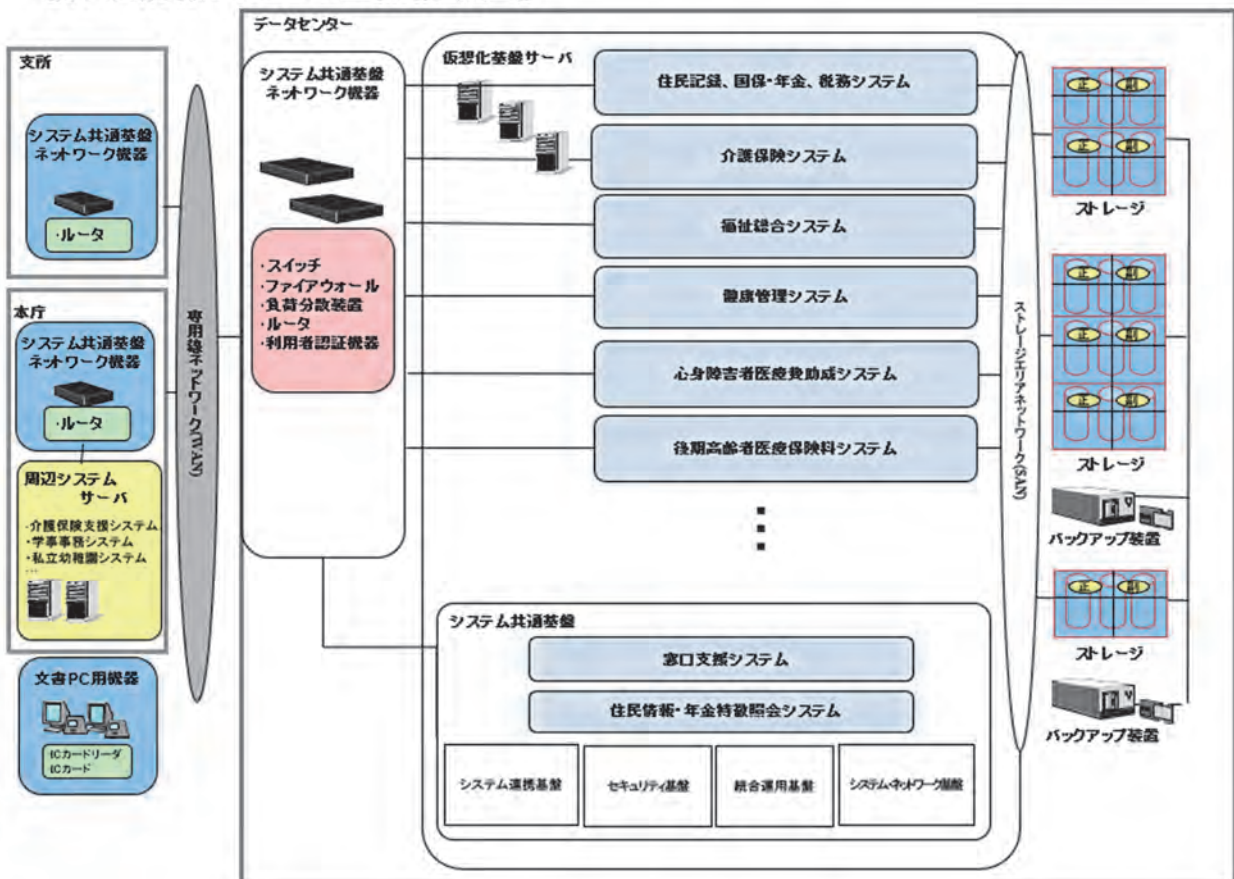 データセンター
支所
システム共通基盤
ネットワーク機器
・ルータ
本庁
システム共通基盤
ネットワーク機器
・ルータ
周辺システム
サーバ
・介護保険支援システム
・学事事務システム
・私立幼稚園システム
…
文書PC用機器
ICカードリーダ
ICカード
専用線ネットワーク(WAN)
システム共通基盤
ネットワーク機器
・スイッチ
・ファイアウォール
・負荷分散装置
・ルータ
・利用者認証機器
仮想化基盤サーバ
住民記録、国保・年金、税務システム
介護保険システム
福祉総合システム
健康管理システム
心身障害者医療費助成システム
後期高齢者医療保険料システム
システム共通基盤
窓口支援システム
住民情報・年金特徴照会システム
システム連携基盤
セキュリティ基盤
統合運用基盤
システム・ネットワーク基盤
ストレージエリアネットワーク(SAN)
正 副
正 副
ストレージ
正 副
正 副
正 副
ストレージ
バックアップ装置
正 副
ストレージ
バックアップ装置